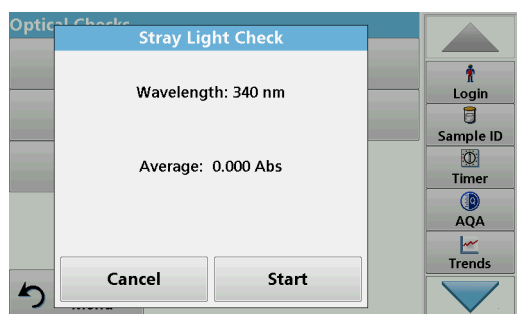 Stray Light Check
Wavelength: 340 nm
Average: 0.000 Abs
Cancel
Start
Login
Sample ID
Timer
AQA
Trends